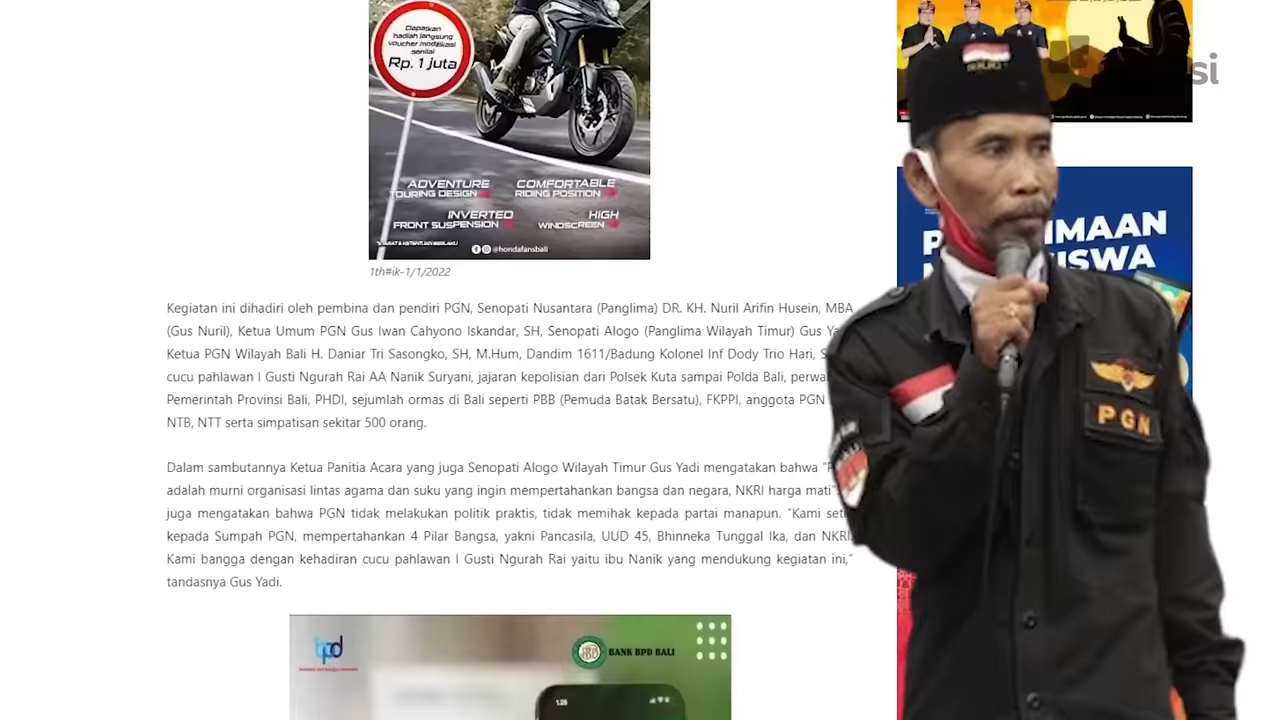 Dapatkan
hadiah langsung
voucher modifikasi
senilai
Rp. 1 juta
ADVENTURE
TOURING DESIGN
COMFORTABLE
RIDING POSITION
INVERTED
FRONT SUSPENSION
HIGH
WINDSCREEN
*SYARAT & KETENTUAN BERLAKU
@hondafansbali
1th#ik-1/1/2022
Kegiatan ini dihadiri oleh pembina dan pendiri PGN, Senopati Nusantara (Panglima) DR. KH. Nuril Arifin Husein, MBA
(Gus Nuril), Ketua Umum PGN Gus Iwan Cahyono Iskandar, SH, Senopati Alogo (Panglima Wilayah Timur) Gus
Ketua PGN Wilayah Bali H. Daniar Tri Sasongko, SH, M.Hum, Dandim 1611/Badung Kolonel Inf Dody Trio Hari,
cucu pahlawan I Gusti Ngurah Rai AA Nanik Suryani, jajaran kepolisian dari Polsek Kuta sampai Polda Bali,
Pemerintah Provinsi Bali, PHDI, sejumlah ormas di Bali seperti PBB (Pemuda Batak Bersatu), FKPPI, anggota PGN
NTB, NTT serta simpatisan sekitar 500 orang.
Dalam sambutannya Ketua Panitia Acara yang juga Senopati Alogo Wilayah Timur Gus Yadi mengatakan bahwa
adalah murni organisasi lintas agama dan suku yang ingin mempertahankan bangsa dan negara, NKRI harga mati”.
juga mengatakan bahwa PGN tidak melakukan politik praktis, tidak memihak kepada partai manapun. “Kami
kepada Sumpah PGN, mempertahankan 4 Pilar Bangsa, yakni Pancasila, UUD 45, Bhinneka Tunggal Ika, dan NKRI.
Kami bangga dengan kehadiran cucu pahlawan I Gusti Ngurah Rai yaitu ibu Nanik yang mendukung kegiatan ini,”
tandasnya Gus Yadi.
bpd
BANK BPD BALI
PGN